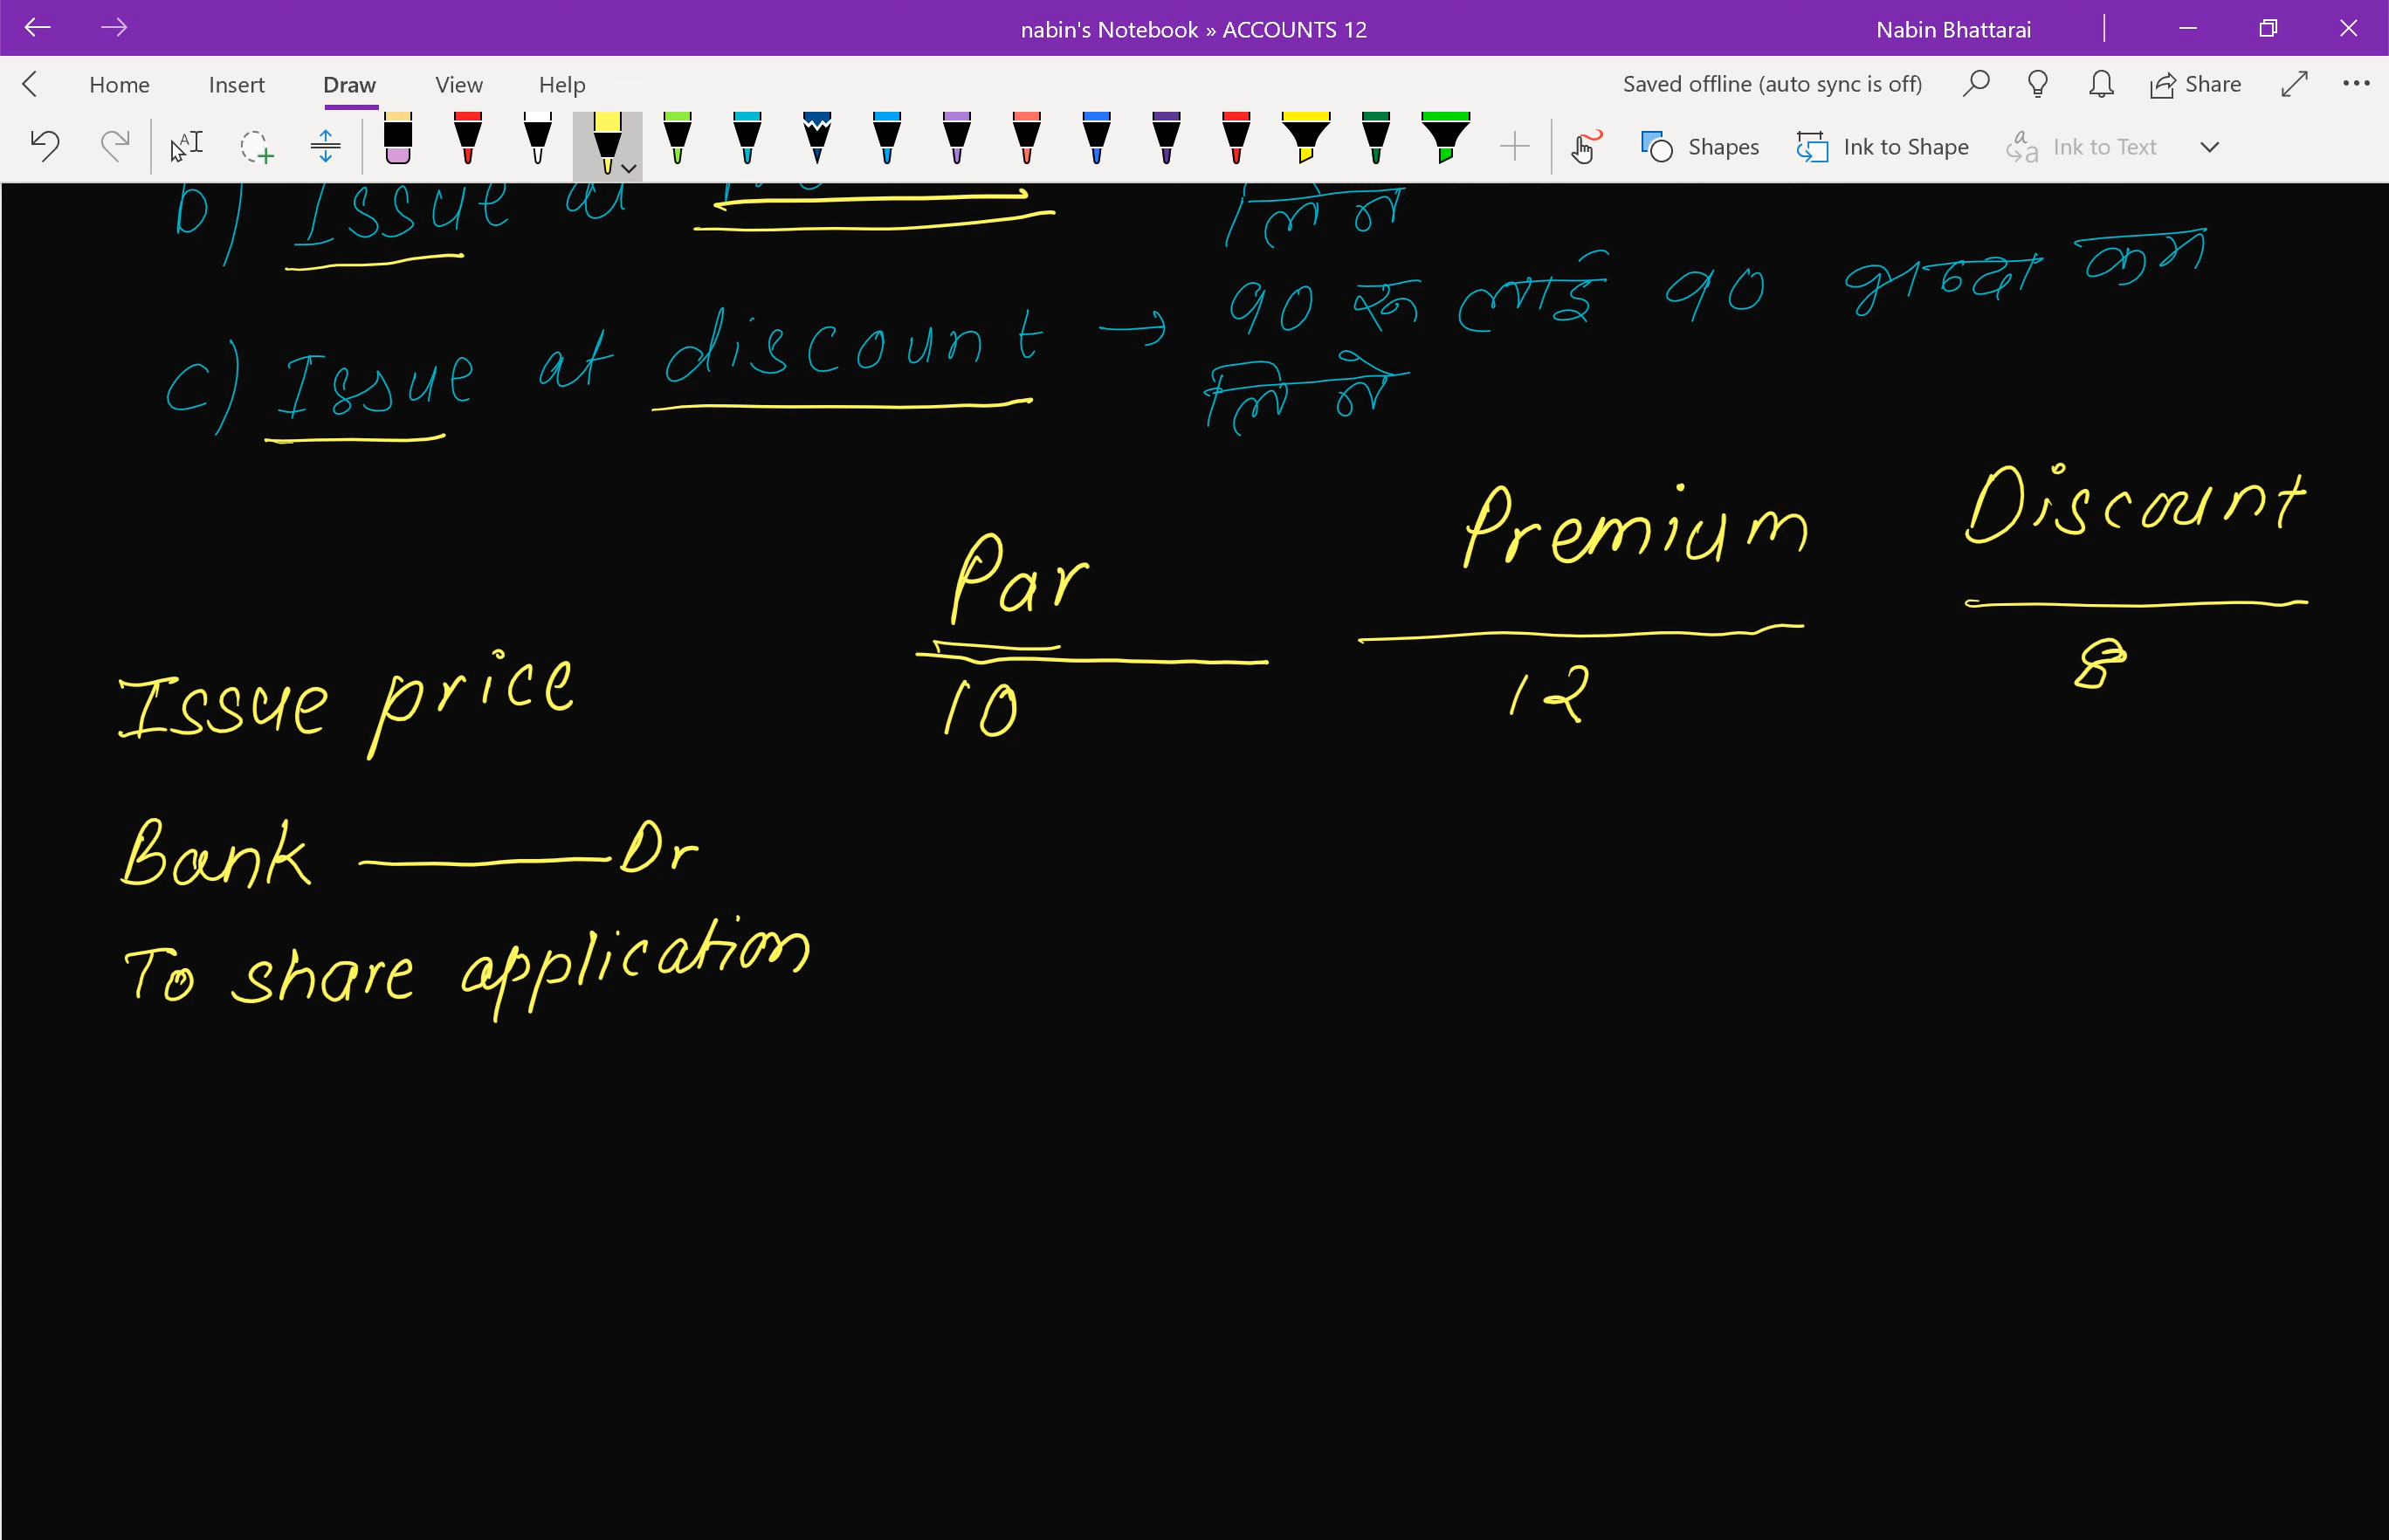 nabin's Notebook » ACCOUNTS 12
Nabin Bhattarai
Home Insert Draw View Help
Saved offline (auto sync is off) Share
Shapes Ink to Shape Ink to Text
b) Issue at
लिने
c) Issue at discount → १० रू लाई १० भन्दा कम
लिने
Par Premium Discount
Issue price 10 12 8
Bank ——— Dr
To share application